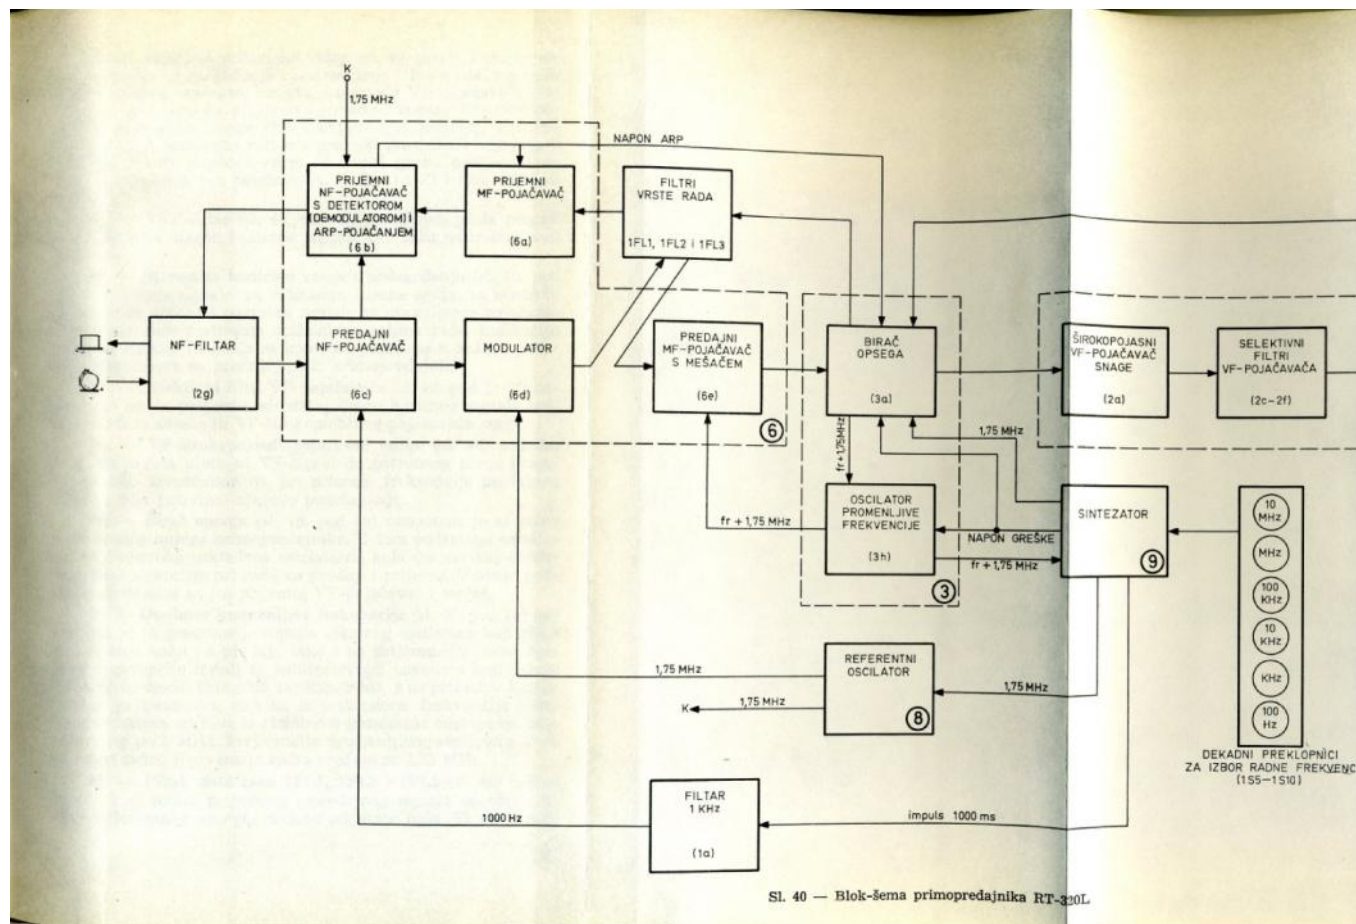 K
1,75 MHz
NAPON ARP
PRIJEMNI
NF-POJAČAVAČ
S DETEKTOROM
(DEMODULATOROM) I
ARP-POJAČANJEM
(6b)
PRIJEMNI
MF-POJAČAVAČ
(6a)
FILTRI
VRSTE RADA
1FL1, 1FL2 i 1FL3
NF-FILTAR
(2g)
PREDAJNI
NF-POJAČAVAČ
(6c)
MODULATOR
(6d)
PREDAJNI
MF-POJAČAVAČ
S MEŠAČEM
(6e)
6
BIRAČ
OPSEGA
(3a)
ŠIROKOPOJASNI
VF-POJAČAVAČ
SNAGE
(2a)
SELEKTIVNI
FILTRI
VF-POJAČAVAČA
(2c-2f)
fr+1,75MHz
1,75 MHz
fr + 1,75 MHz
OSCILATOR
PROMENLJIVE
FREKVENCIJE
(3h)
3
NAPON GREŠKE
fr+1,75 MHz
SINTEZATOR
9
10
MHz
MHz
100
KHz
10
KHz
KHz
100
Hz
DEKADNI PREKLOPNICI
ZA IZBOR RADNE FREKVENC
(1S5-1S10)
1,75 MHz
REFERENTNI
OSCILATOR
8
1,75 MHz
K
1,75 MHz
FILTAR
1 KHz
(1a)
1000 Hz
impuls 1000 ms
Sl. 40 — Blok-šema primopredajnika RT-320L